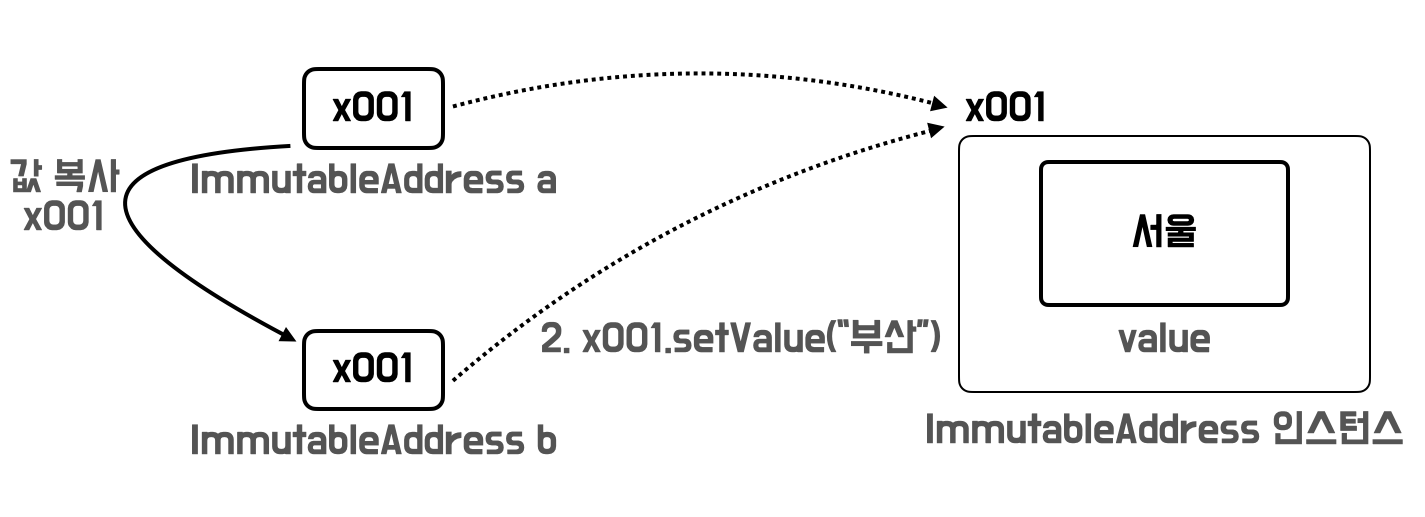 x001
x001
ImmutableAddress a
값 복사
x001
서울
x001
2. x001.setValue("부산")
value
ImmutableAddress b
ImmutableAddress 인스턴스